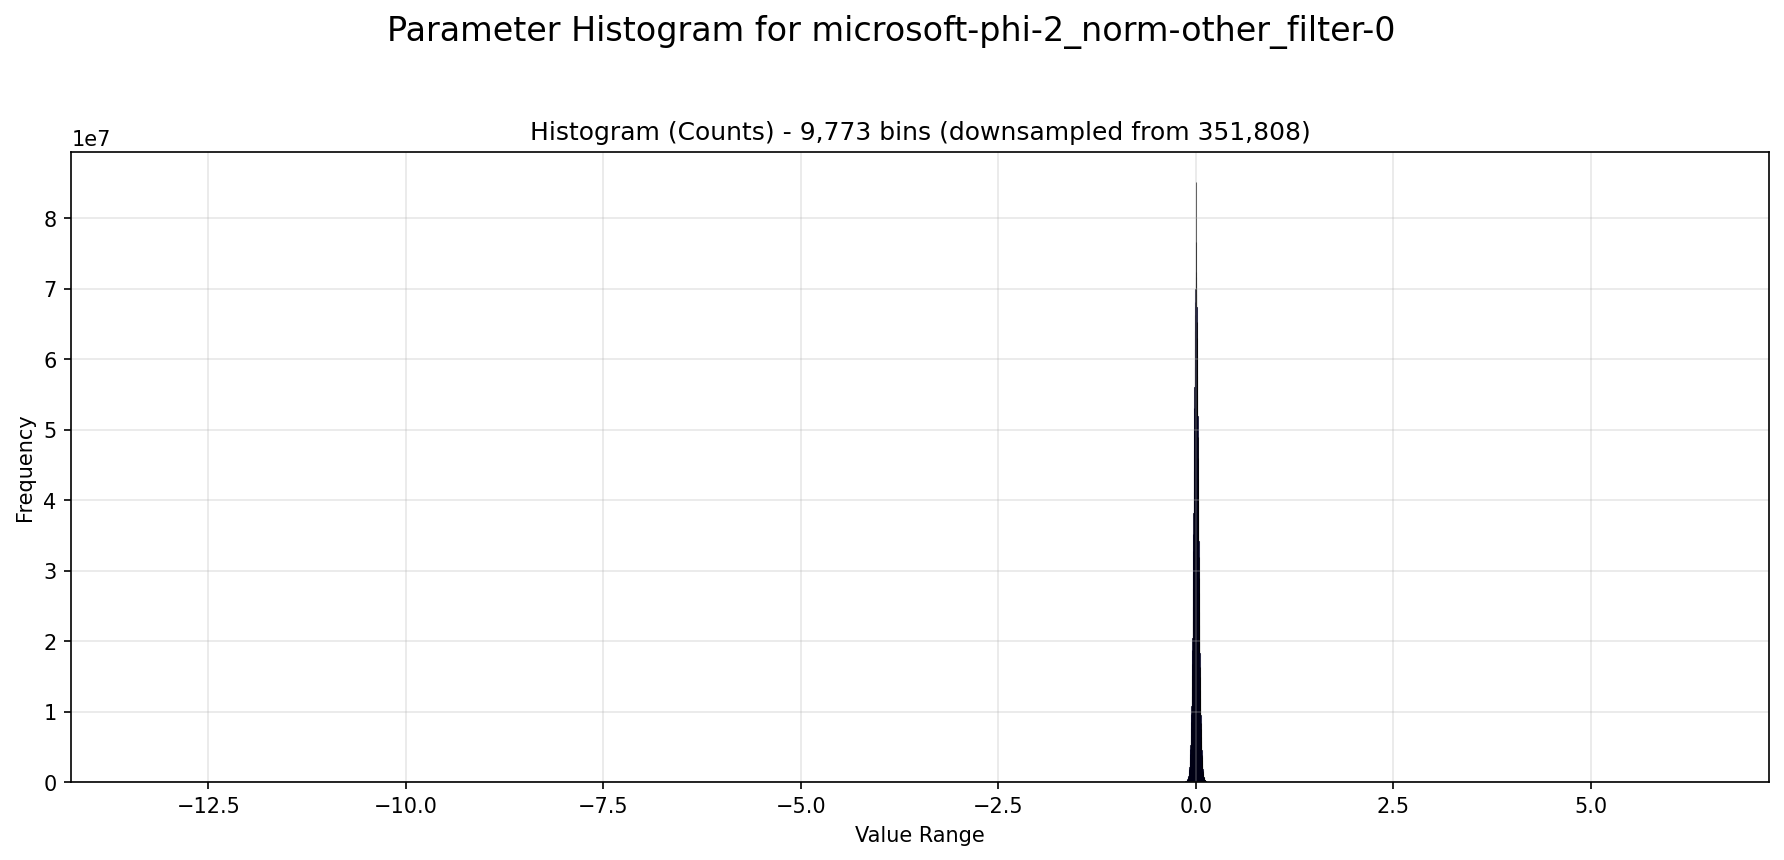 Parameter Histogram for microsoft-phi-2_norm-other_filter-0
Histogram (Counts) - 9,773 bins (downsampled from 351,808)
1e7
8
7
6
5
4
3
2
1
0
Frequency
−12.5 −10.0 −7.5 −5.0 −2.5 0.0 2.5 5.0
Value Range